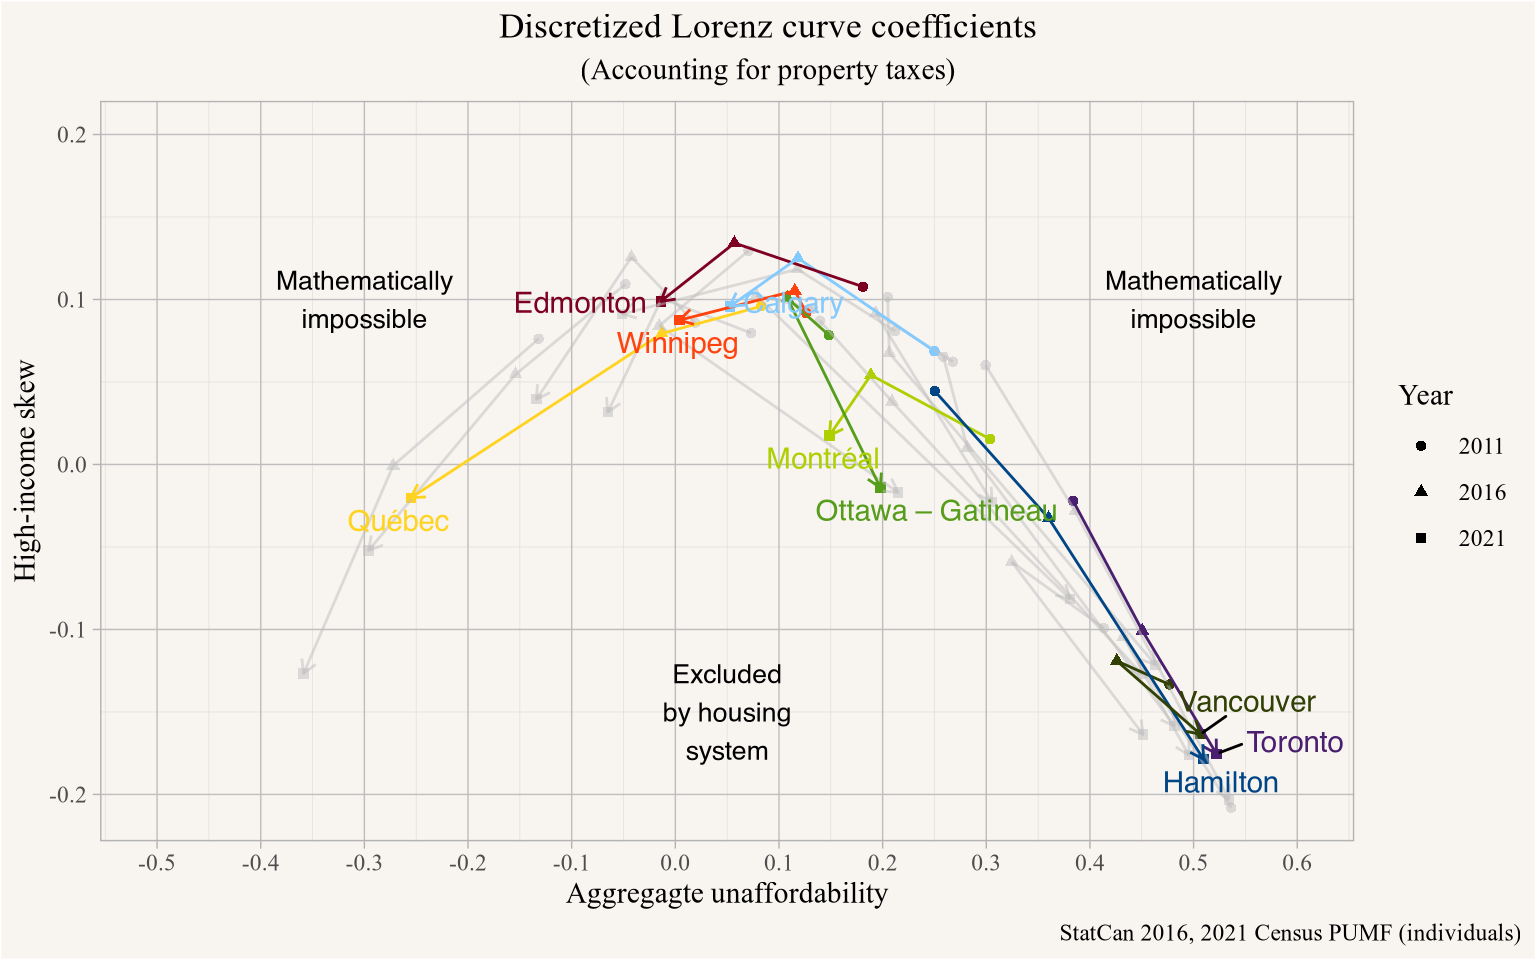 Discretized Lorenz curve coefficients
(Accounting for property taxes)
High-income skew
0.2
0.1
0.0
-0.1
-0.2
Mathematically
impossible
Mathematically
impossible
Edmonton
Calgary
Winnipeg
Montréal
Ottawa – Gatineau
Québec
Excluded
by housing
system
Vancouver
Toronto
Hamilton
Year
2011
2016
2021
-0.5 -0.4 -0.3 -0.2 -0.1 0.0 0.1 0.2 0.3 0.4 0.5 0.6
Aggregagte unaffordability
StatCan 2016, 2021 Census PUMF (individuals)